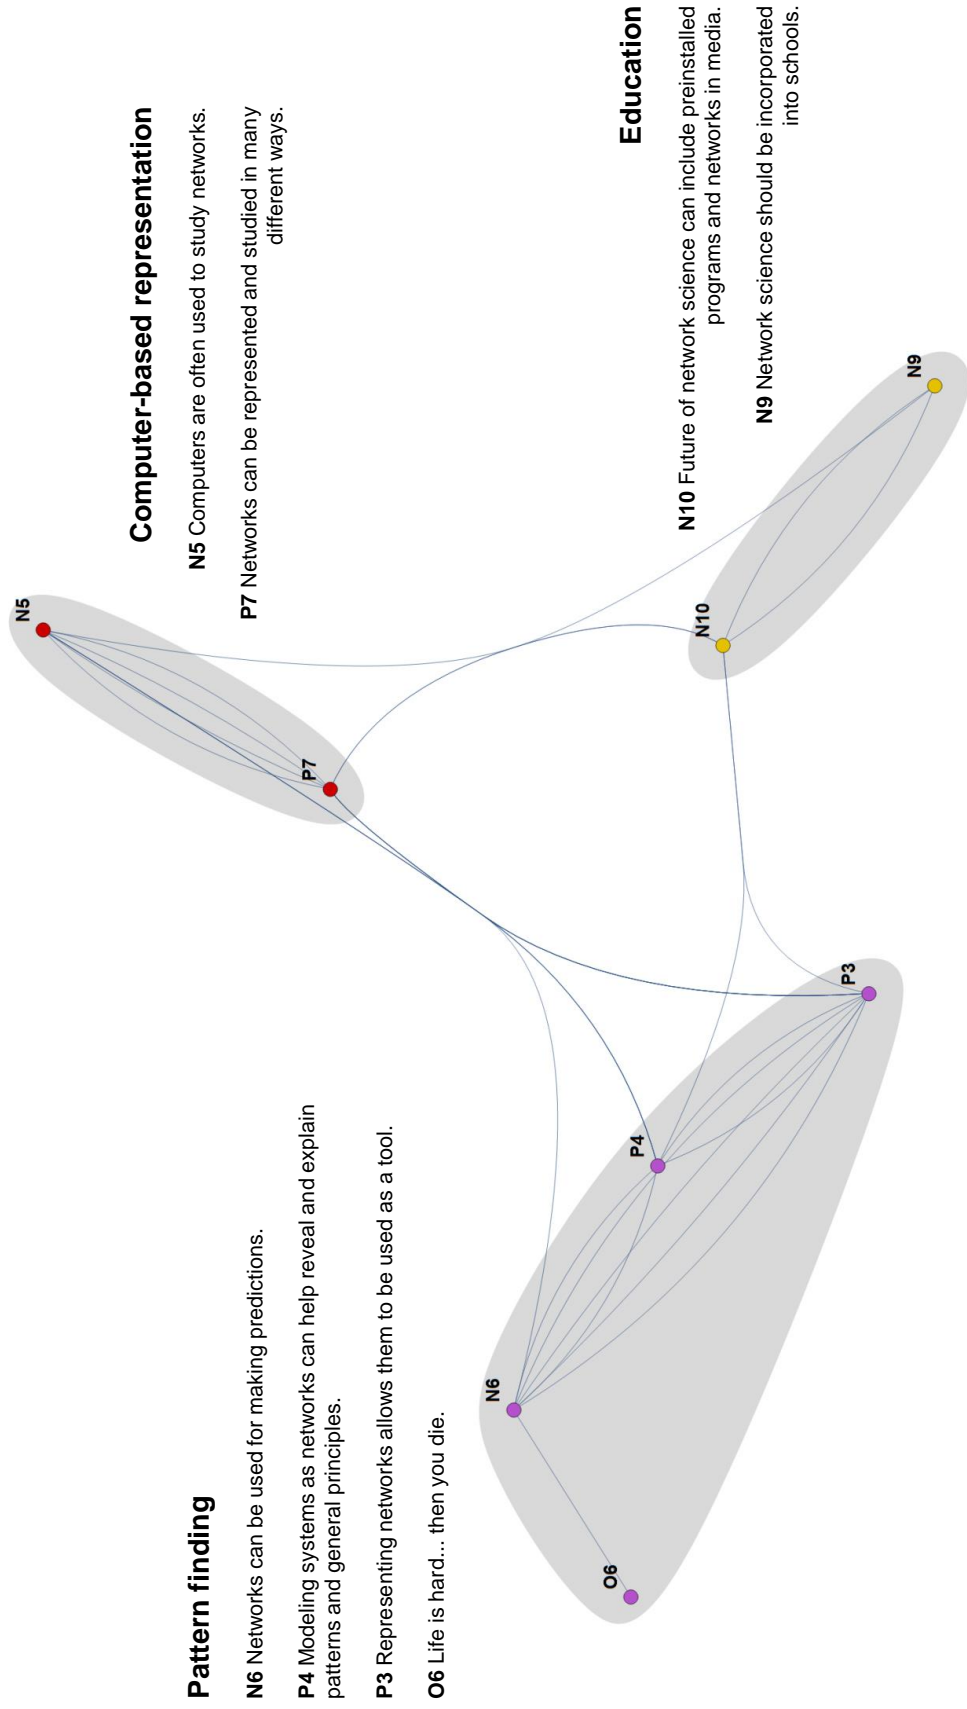 Pattern finding
N6 Networks can be used for making predictions.
P4 Modeling systems as networks can help reveal and explain
patterns and general principles.
P3 Representing networks allows them to be used as a tool.
O6 Life is hard... then you die.
Computer-based representation
N5 Computers are often used to study networks.
P7 Networks can be represented and studied in many
different ways.
Education
N10 Future of network science can include preinstalled
programs and networks in media.
N9 Network science should be incorporated
into schools.
N5
P7
N10
N9
P3
P4
N6
O6